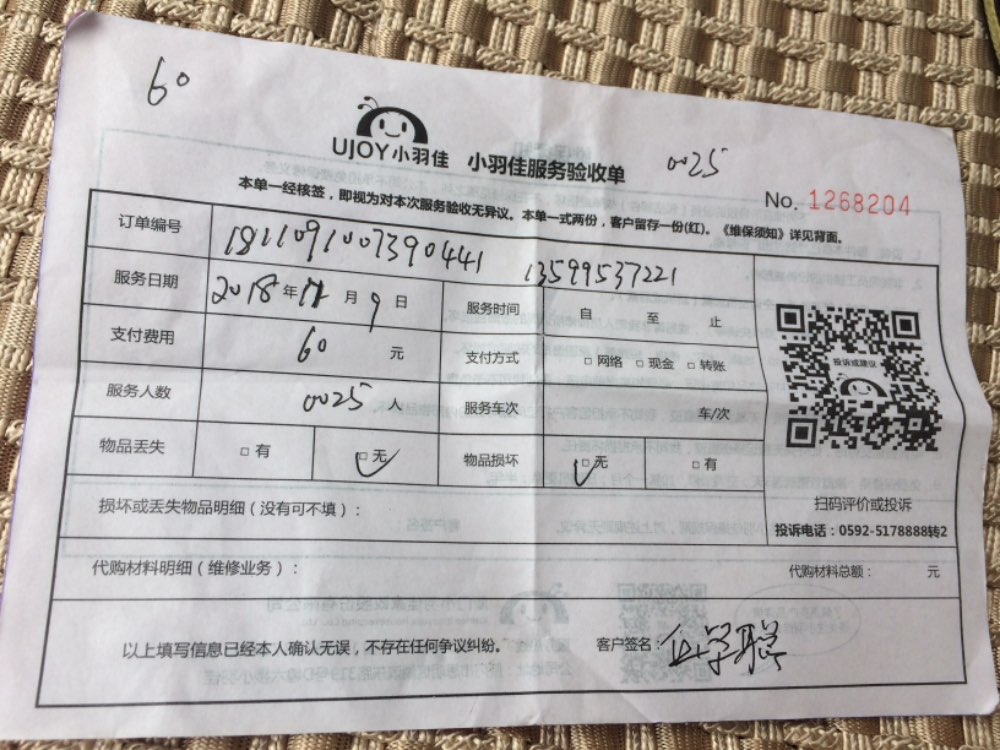 60
UJOY小羽佳 小羽佳服务验收单 0025
No. 1268204
本单一经核签，即视为对本次服务验收无异议。本单一式两份，客户留存一份(红)。《维保须知》详见背面。
订单编号 1811091007390441 13599537221
服务日期 2018年11月9日 服务时间 自 至 止
支付费用 60 元 支付方式 □网络 □现金 □转账
投诉或建议
服务人数 0025 人 服务车次 车/次
物品丢失 □有 □无 物品损坏 □无 □有
损坏或丢失物品明细（没有可不填）：
扫码评价或投诉
投诉电话：0592-5178888转2
代购材料明细（维修业务）： 代购材料总额： 元
以上填写信息已经本人确认无误，不存在任何争议纠纷。 客户签名：